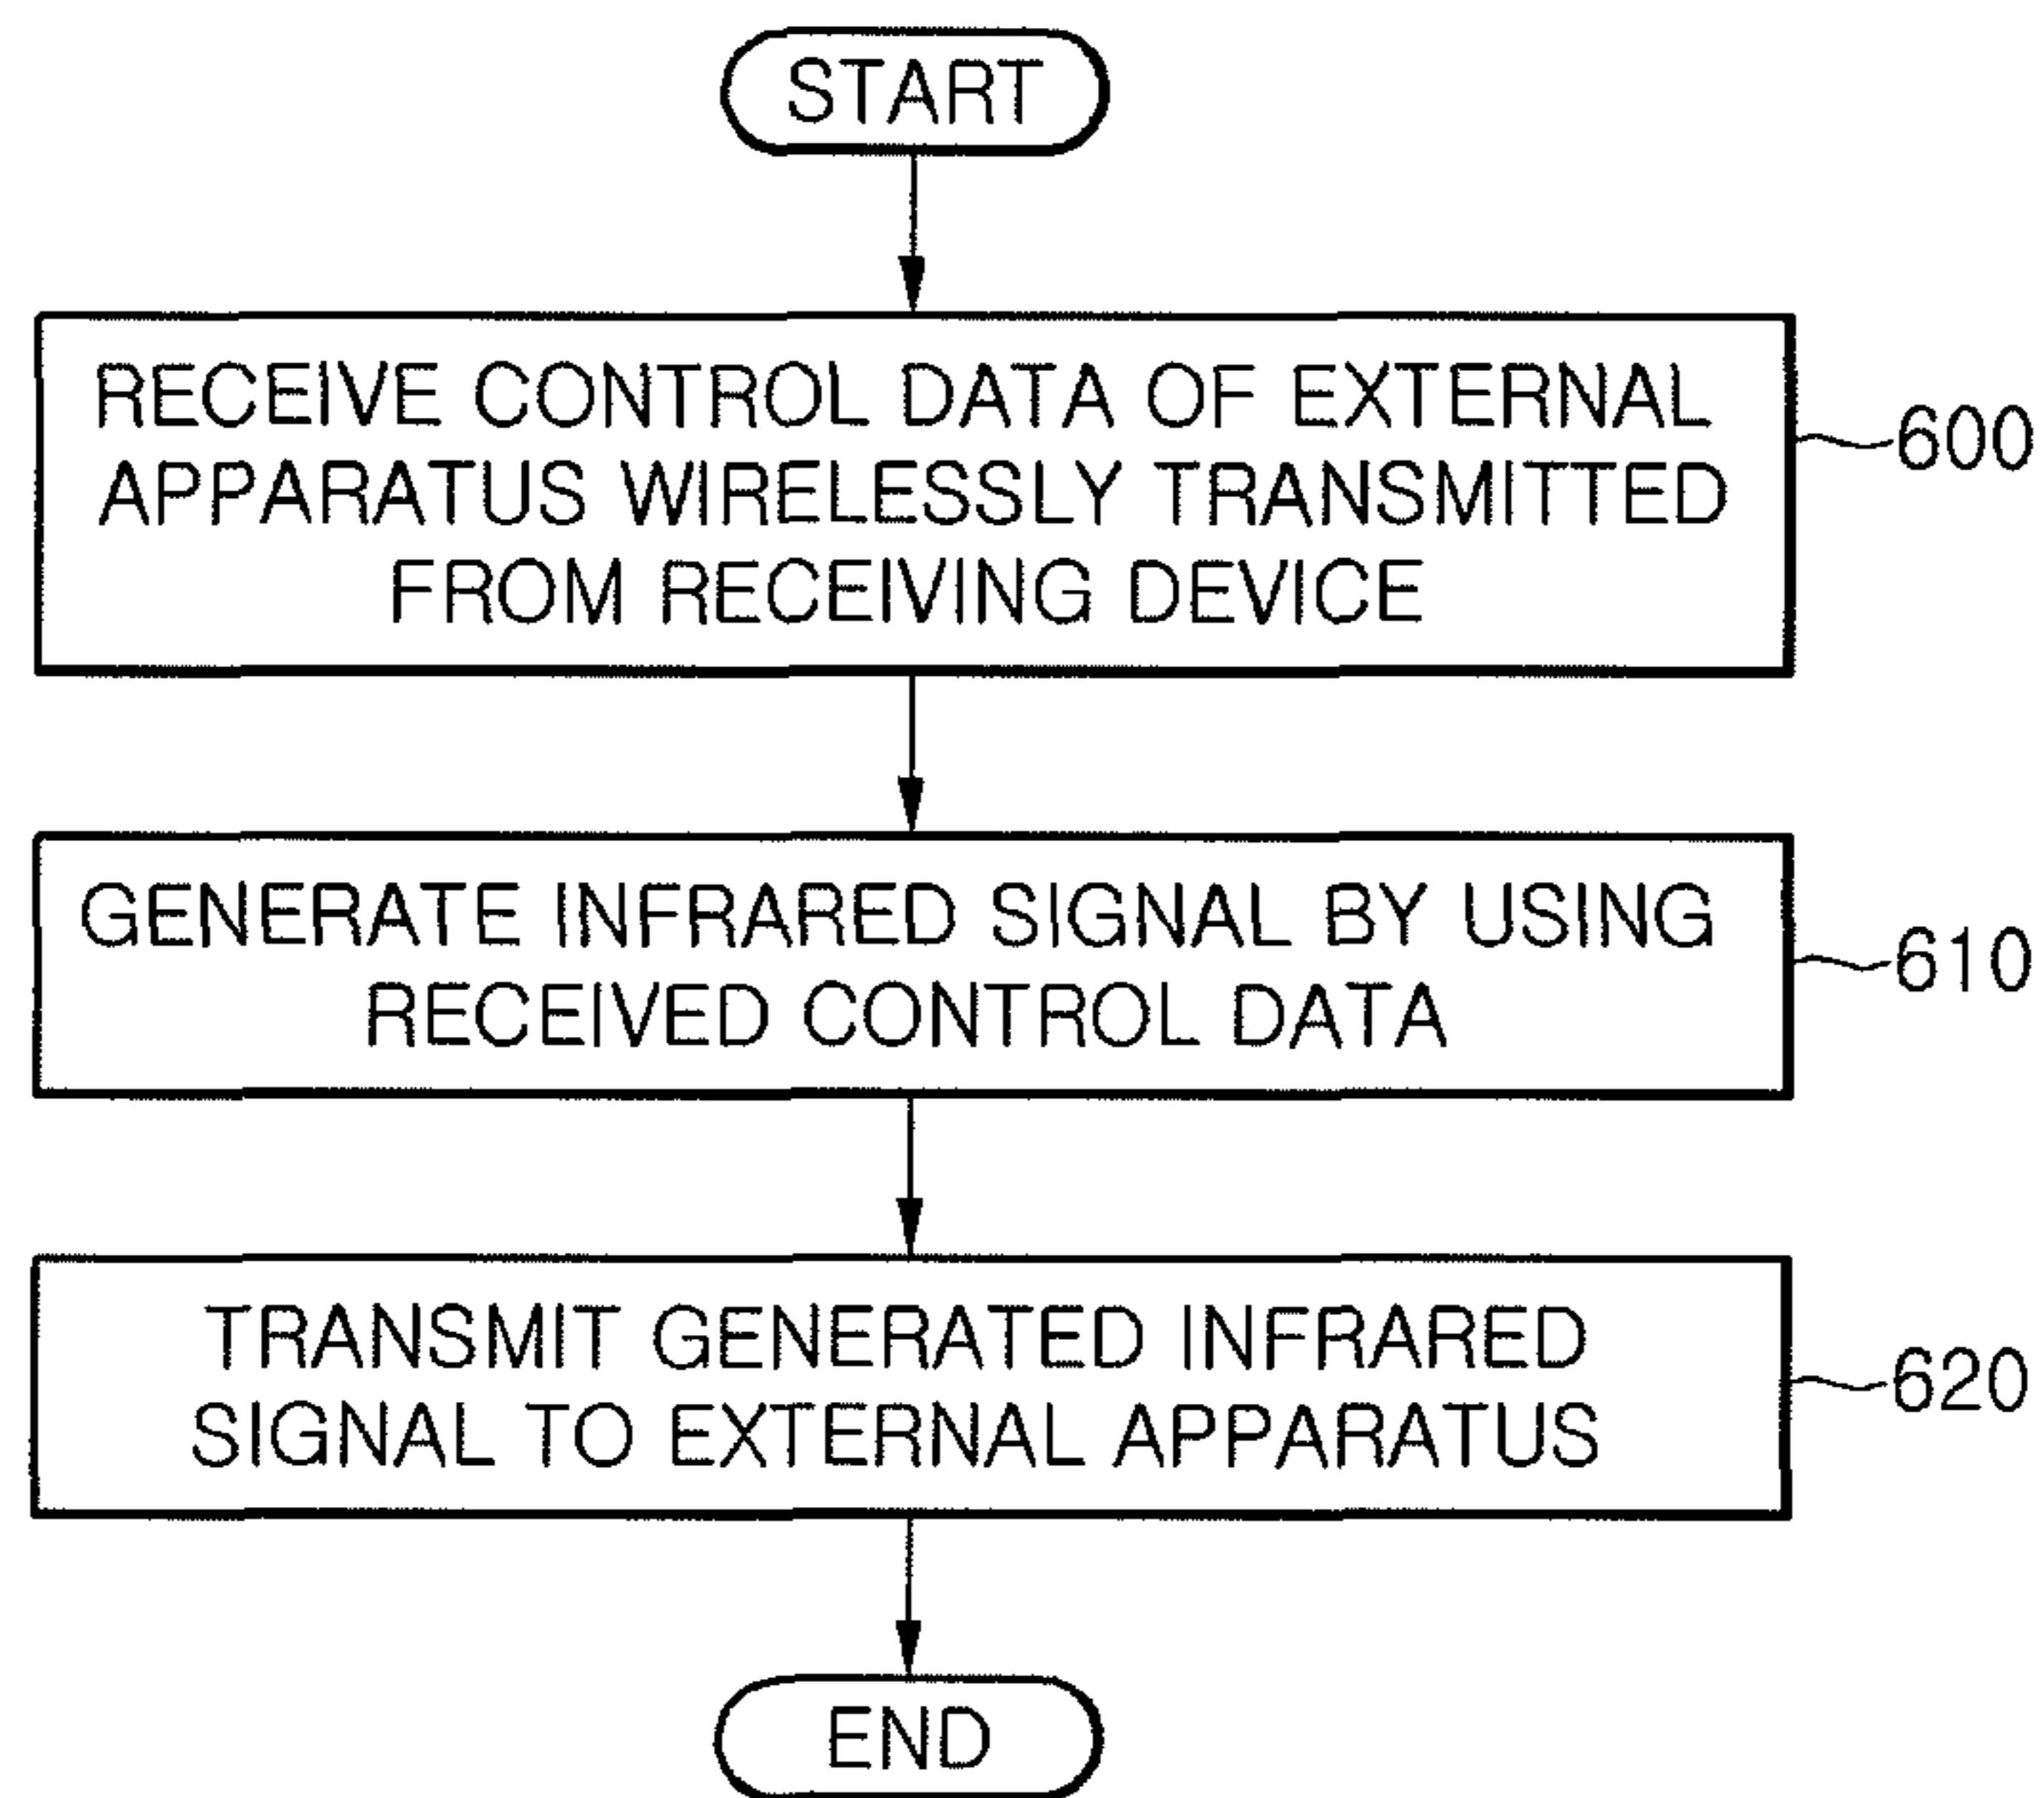 START
RECEIVE CONTROL DATA OF EXTERNAL
APPARATUS WIRELESSLY TRANSMITTED
FROM RECEIVING DEVICE
600
GENERATE INFRARED SIGNAL BY USING
RECEIVED CONTROL DATA
610
TRANSMIT GENERATED INFRARED
SIGNAL TO EXTERNAL APPARATUS
620
END